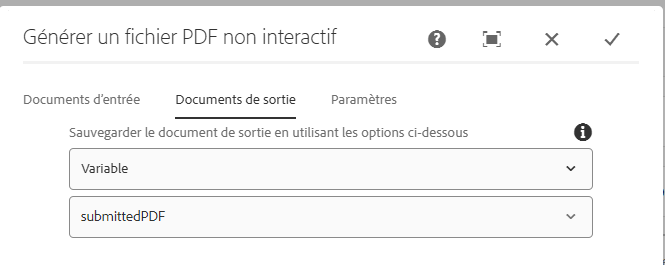 Générer un fichier PDF non interactif
Documents d'entrée Documents de sortie Paramètres
Sauvegarder le document de sortie en utilisant les options ci-dessous
Variable
submittedPDF